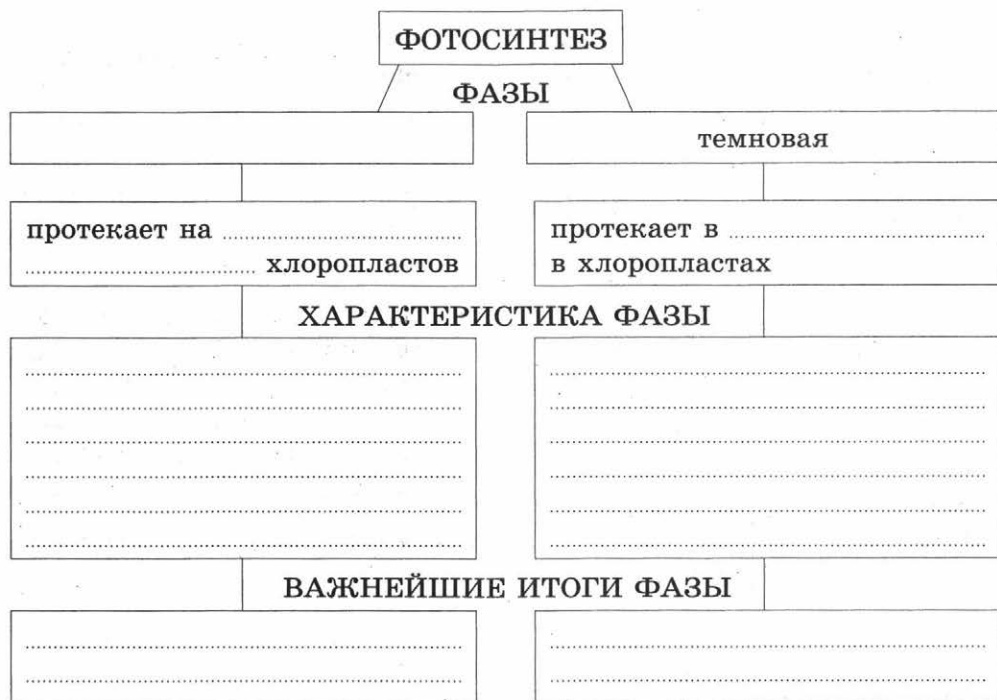 ФОТОСИНТЕЗ
ФАЗЫ
темновая
протекает на
хлоропластов
протекает в
в хлоропластах
ХАРАКТЕРИСТИКА ФАЗЫ
ВАЖНЕЙШИЕ ИТОГИ ФАЗЫ